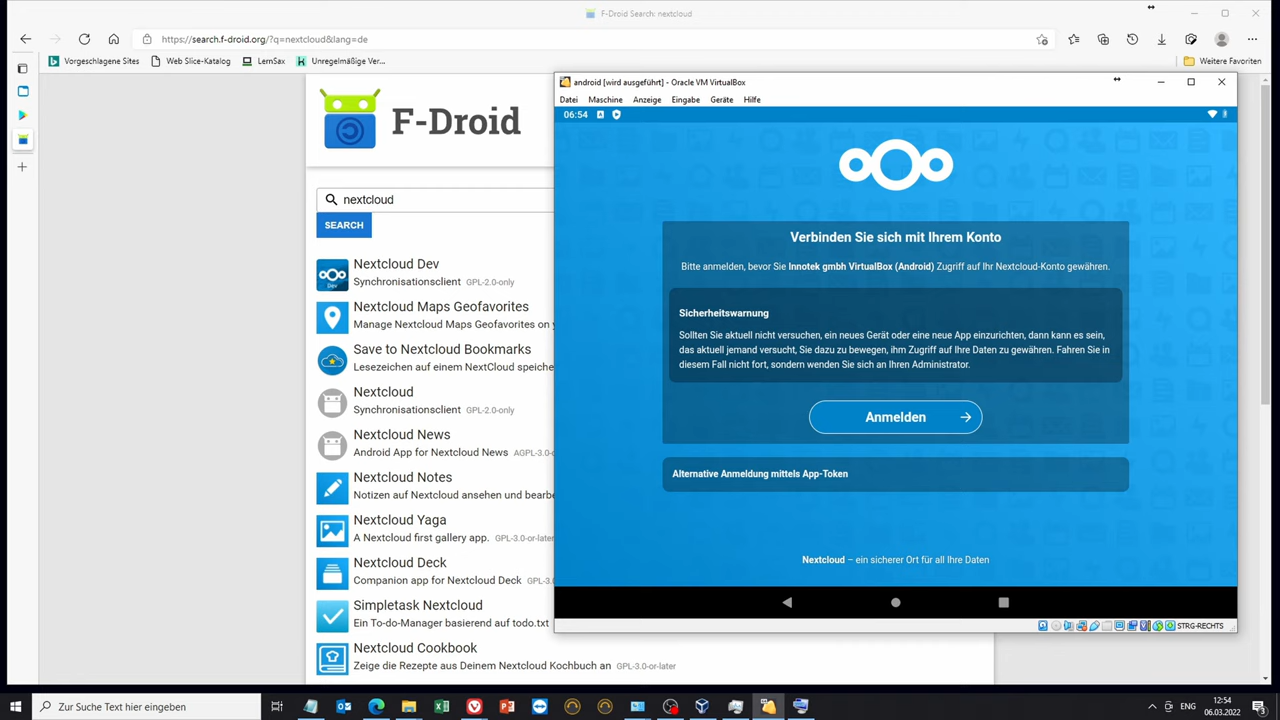 F-Droid Search: nextcloud
https://search.f-droid.org/?q=nextcloud&lang=de
Vorgeschlagene Sites
Web Slice-Katalog
LernSax
Unregelmäßige Ver...
Weitere Favoriten
F-Droid
nextcloud
SEARCH
Nextcloud Dev
Synchronisationsclient GPL-2.0-only
Dev
Nextcloud Maps Geofavorites
Manage Nextcloud Maps Geofavorites on y
Save to Nextcloud Bookmarks
Lesezeichen auf einem NextCloud speiche
Nextcloud
Synchronisationsclient GPL-2.0-only
Nextcloud News
Android App for Nextcloud News AGPL-3.0-o
Nextcloud Notes
Notizen auf Nextcloud ansehen und bearbe
Nextcloud Yaga
A Nextcloud first gallery app. GPL-3.0-or-later
Nextcloud Deck
Companion app for Nextcloud Deck GPL-3.0
Simpletask Nextcloud
Ein To-do-Manager basierend auf todo.txt
Nextcloud Cookbook
Zeige die Rezepte aus Deinem Nextcloud Kochbuch an GPL-3.0-or-later
android [wird ausgeführt] - Oracle VM VirtualBox
Datei Maschine Anzeige Eingabe Geräte Hilfe
06:54
Verbinden Sie sich mit Ihrem Konto
Bitte anmelden, bevor Sie Innotek gmbh VirtualBox (Android) Zugriff auf Ihr Nextcloud-Konto gewähren.
Sicherheitswarnung
Sollten Sie aktuell nicht versuchen, ein neues Gerät oder eine neue App einzurichten, dann kann es sein,
das aktuell jemand versucht, Sie dazu zu bewegen, ihm Zugriff auf Ihre Daten zu gewähren. Fahren Sie in
diesem Fall nicht fort, sondern wenden Sie sich an Ihren Administrator.
Anmelden
Alternative Anmeldung mittels App-Token
Nextcloud – ein sicherer Ort für all Ihre Daten
STRG-RECHTS
Zur Suche Text hier eingeben
ENG
12:54
06.03.2022